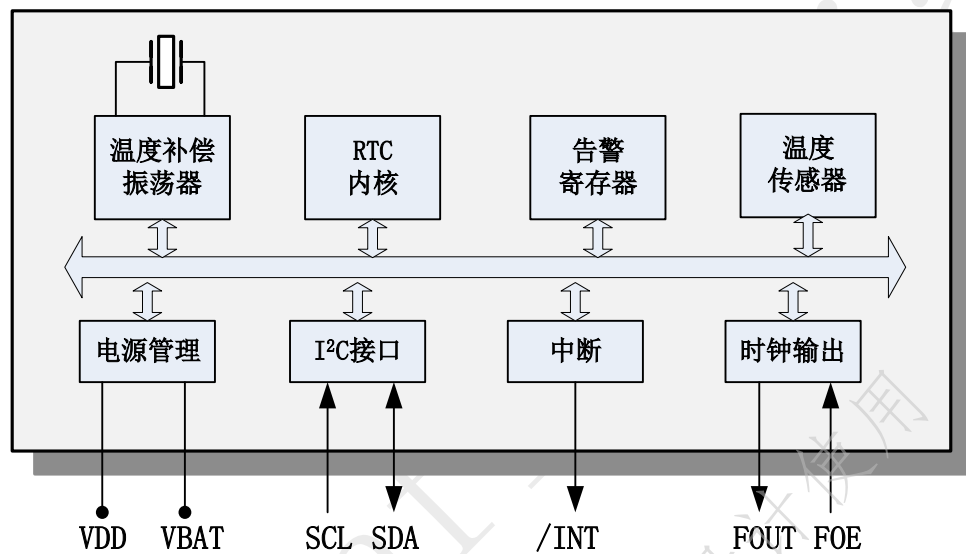 温度补偿
振荡器
RTC
内核
告警
寄存器
温度
传感器
电源管理
I²C接口
中断
时钟输出
VDD VBAT SCL SDA /INT FOUT FOE
使用